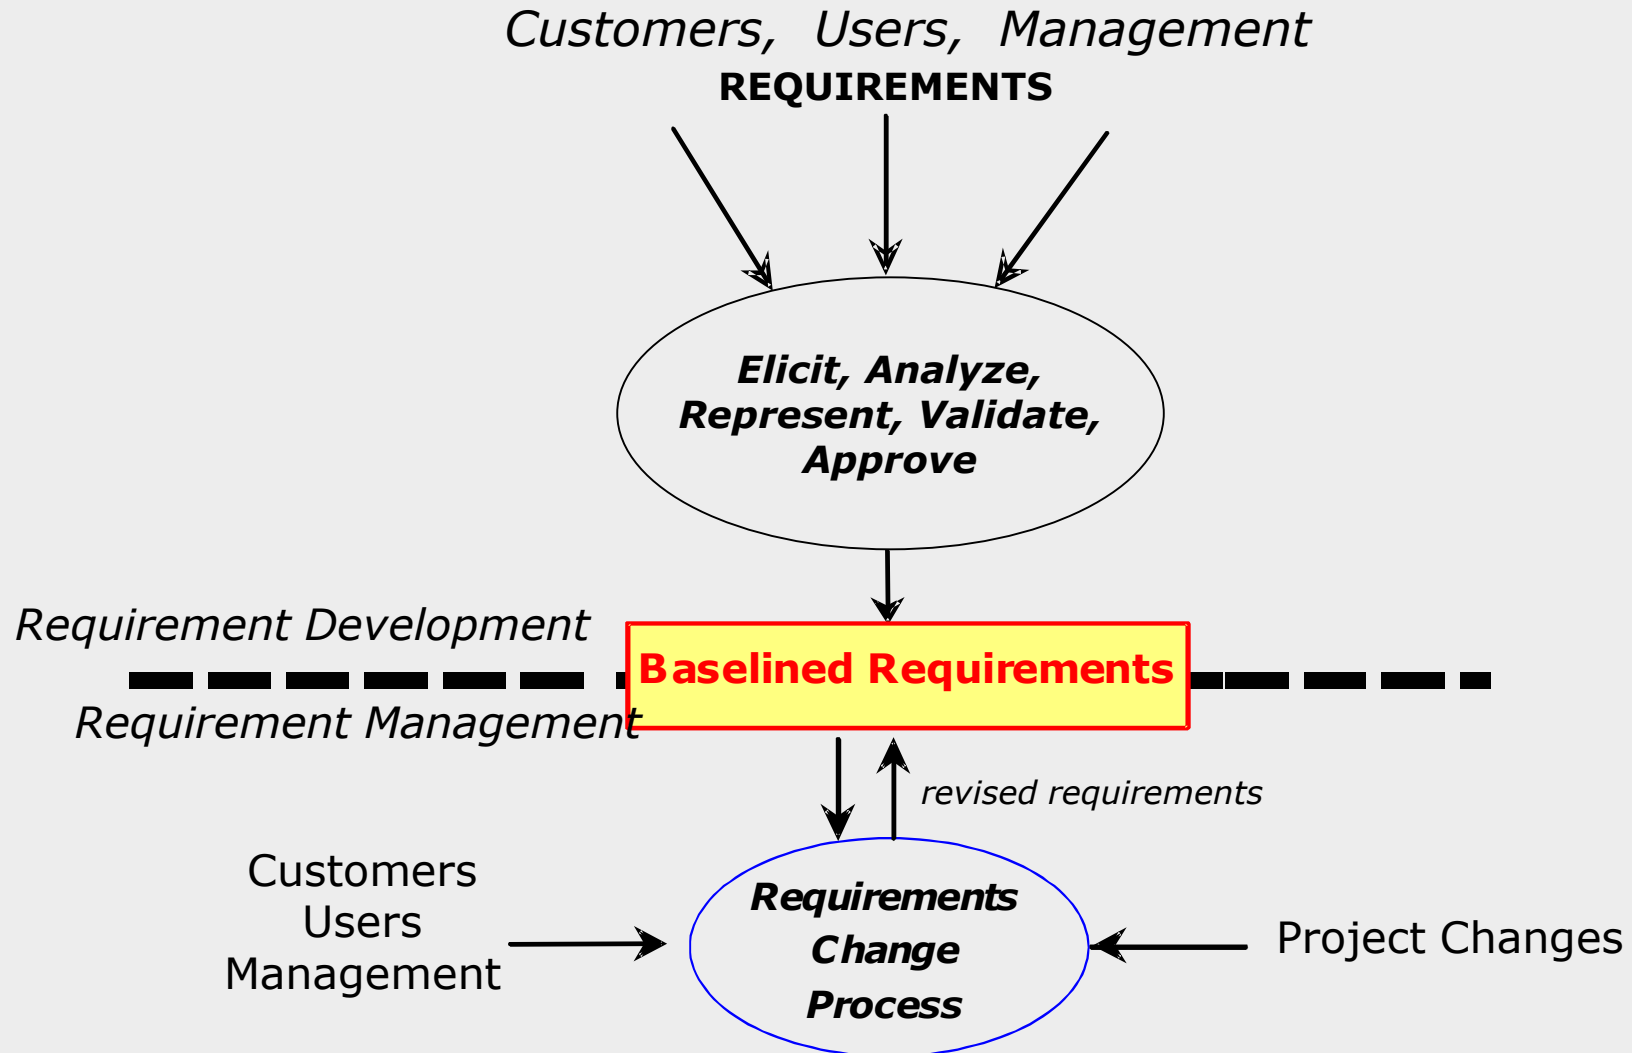 Customers, Users, Management
REQUIREMENTS
Elicit, Analyze,
Represent, Validate,
Approve
Requirement Development
Baselined Requirements
Requirement Management
revised requirements
Customers
Users
Management
Requirements
Change
Process
Project Changes